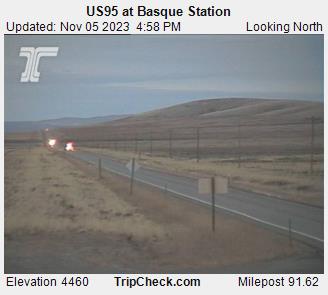 US95 at Basque Station
Updated: Nov 05 2023 4:58 PM Looking North
Elevation 4460 TripCheck.com Milepost 91.62